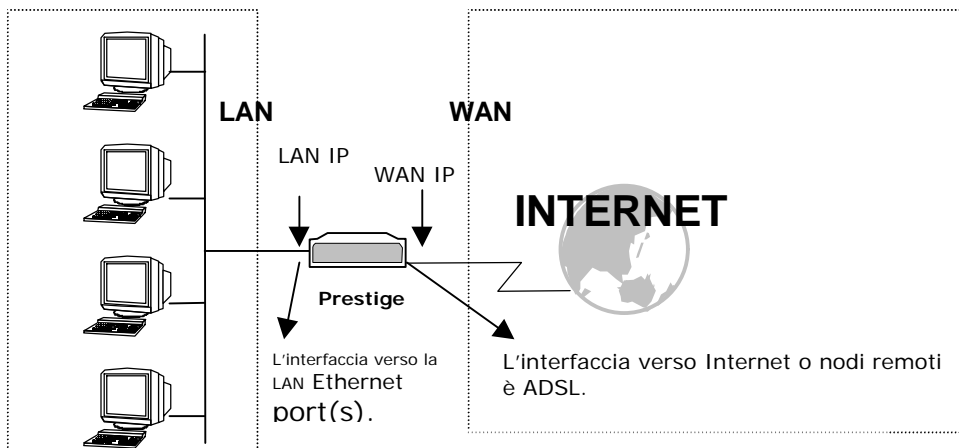 LAN
WAN
LAN IP
WAN IP
INTERNET
Prestige
L'interfaccia verso la
LAN Ethernet
port(s).
L'interfaccia verso Internet o nodi remoti
è ADSL.